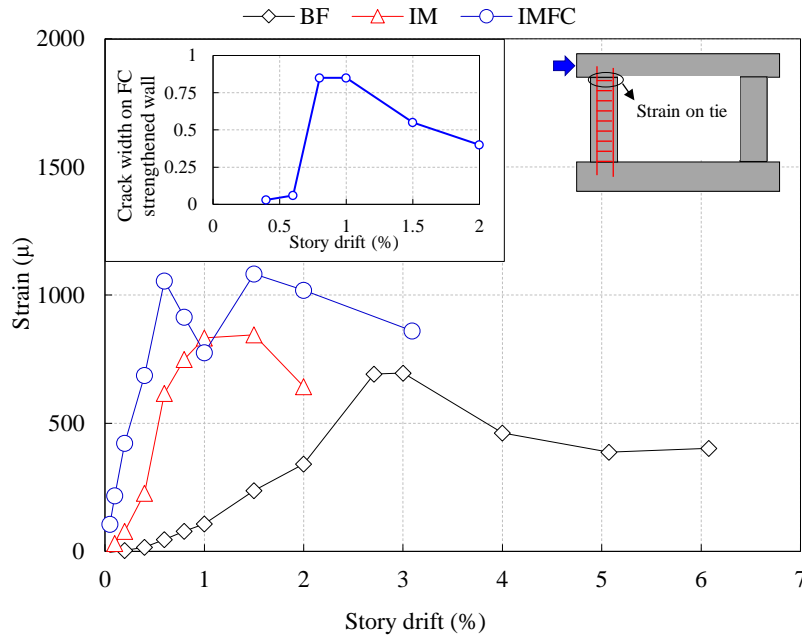 BF IM IMFC
2000
1500
1000
500
0
Strain (μ)
0 1 2 3 4 5 6 7
Story drift (%)
1
0.75
0.5
0.25
0
Crack width on FC
strengthened wall
0 0.5 1 1.5 2
Story drift (%)
Strain on tie